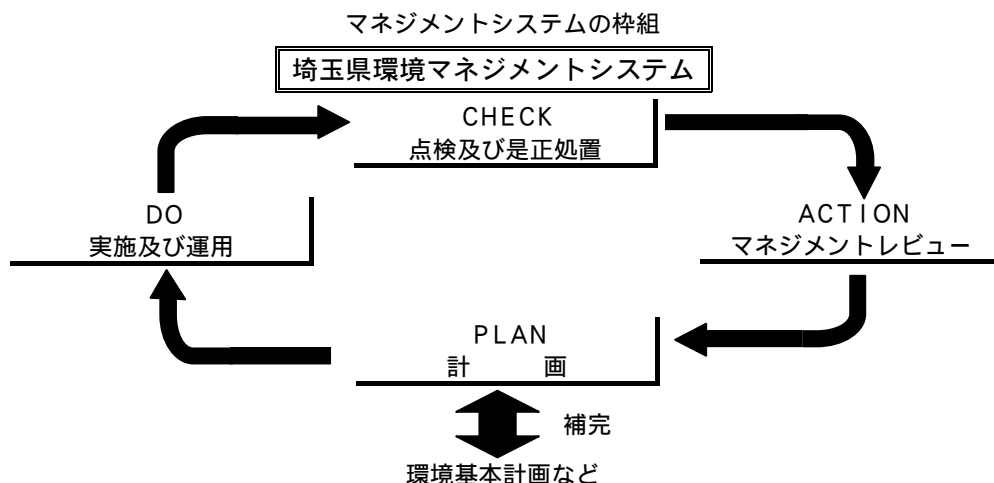 マネジメントシステムの枠組
埼玉県環境マネジメントシステム
CHECK
点検及び是正処置
DO
実施及び運用
ACTION
マネジメントレビュー
PLAN
計　　　画
補完
環境基本計画など